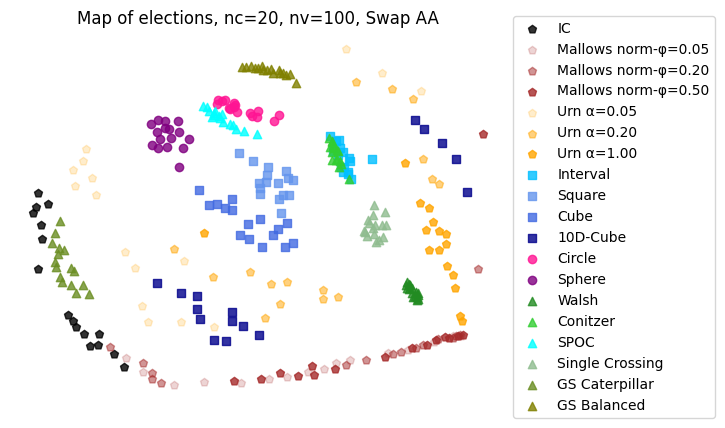 Map of elections, nc=20, nv=100, Swap AA
IC
Mallows norm-φ=0.05
Mallows norm-φ=0.20
Mallows norm-φ=0.50
Urn α=0.05
Urn α=0.20
Urn α=1.00
Interval
Square
Cube
10D-Cube
Circle
Sphere
Walsh
Conitzer
SPOC
Single Crossing
GS Caterpillar
GS Balanced